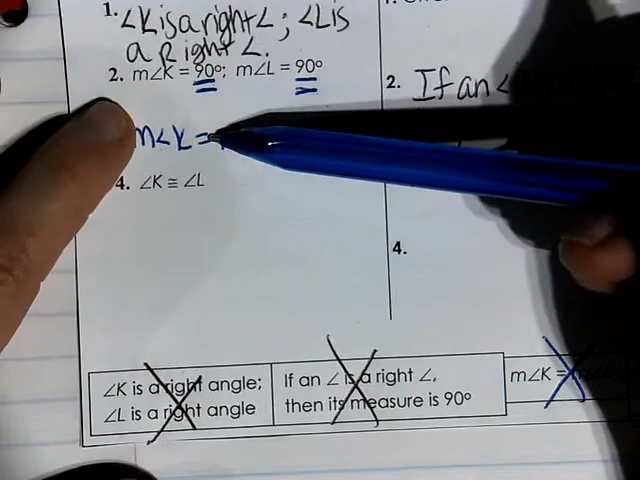 1. ∠K is a right ∠; ∠L is
a Right ∠.
2. m∠K = 90°; m∠L = 90°
2. If an ∠
m∠K =
4. ∠K ≅ ∠L
4.
∠K is a right angle;
∠L is a right angle
If an ∠ is a right ∠,
then its measure is 90°
m∠K =